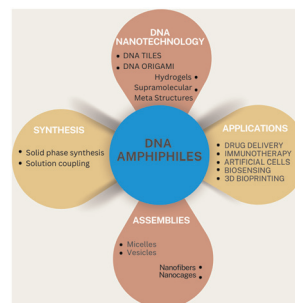 DNA
NANOTECHNOLOGY
DNA TILES
DNA ORIGAMI
Hydrogels
Supramolecular
Meta Structures
SYNTHESIS
Solid phase synthesis
Solution coupling
DNA
AMPHIPHILES
APPLICATIONS
DRUG DELIVERY
IMMUNOTHERAPY
ARTIFICIAL CELLS
BIOSENSING
3D BIOPRINTING
ASSEMBLIES
Micelles
Vesicles
Nanofibers
Nanocages